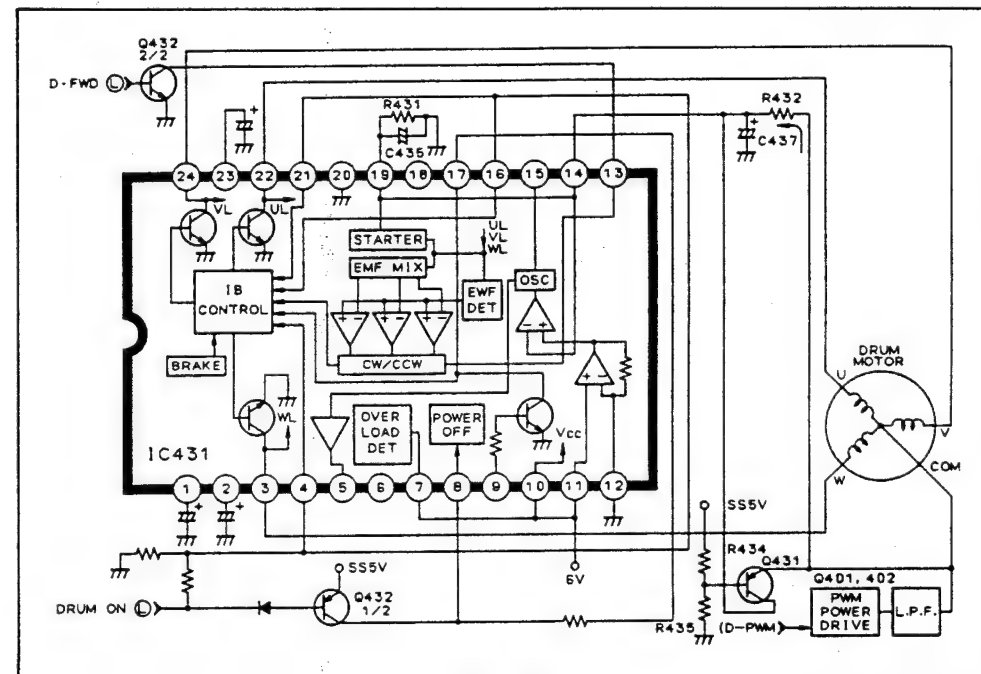 Q432
2/2
D-FWD Ⓛ
R431
C435
R432
C437
24 23 22 21 20 19 18 17 16 15 14 13
VL
UL
STARTER
UL
VL
WL
EMF MIX
EWF
DET
OSC
IB
CONTROL
+ - + - + -
- +
+ -
BRAKE
CW/CCW
WL
OVER
LOAD
DET
POWER
OFF
Vcc
IC431
1 2 3 4 5 6 7 8 9 10 11 12
DRUM
MOTOR
U
V
W
COM
SS5V
6V
SS5V
R434
Q431
Q401, 402
DRUM ON Ⓛ
Q432
1/2
R435
(D-PWM)
PWM
POWER
DRIVE
L.P.F.